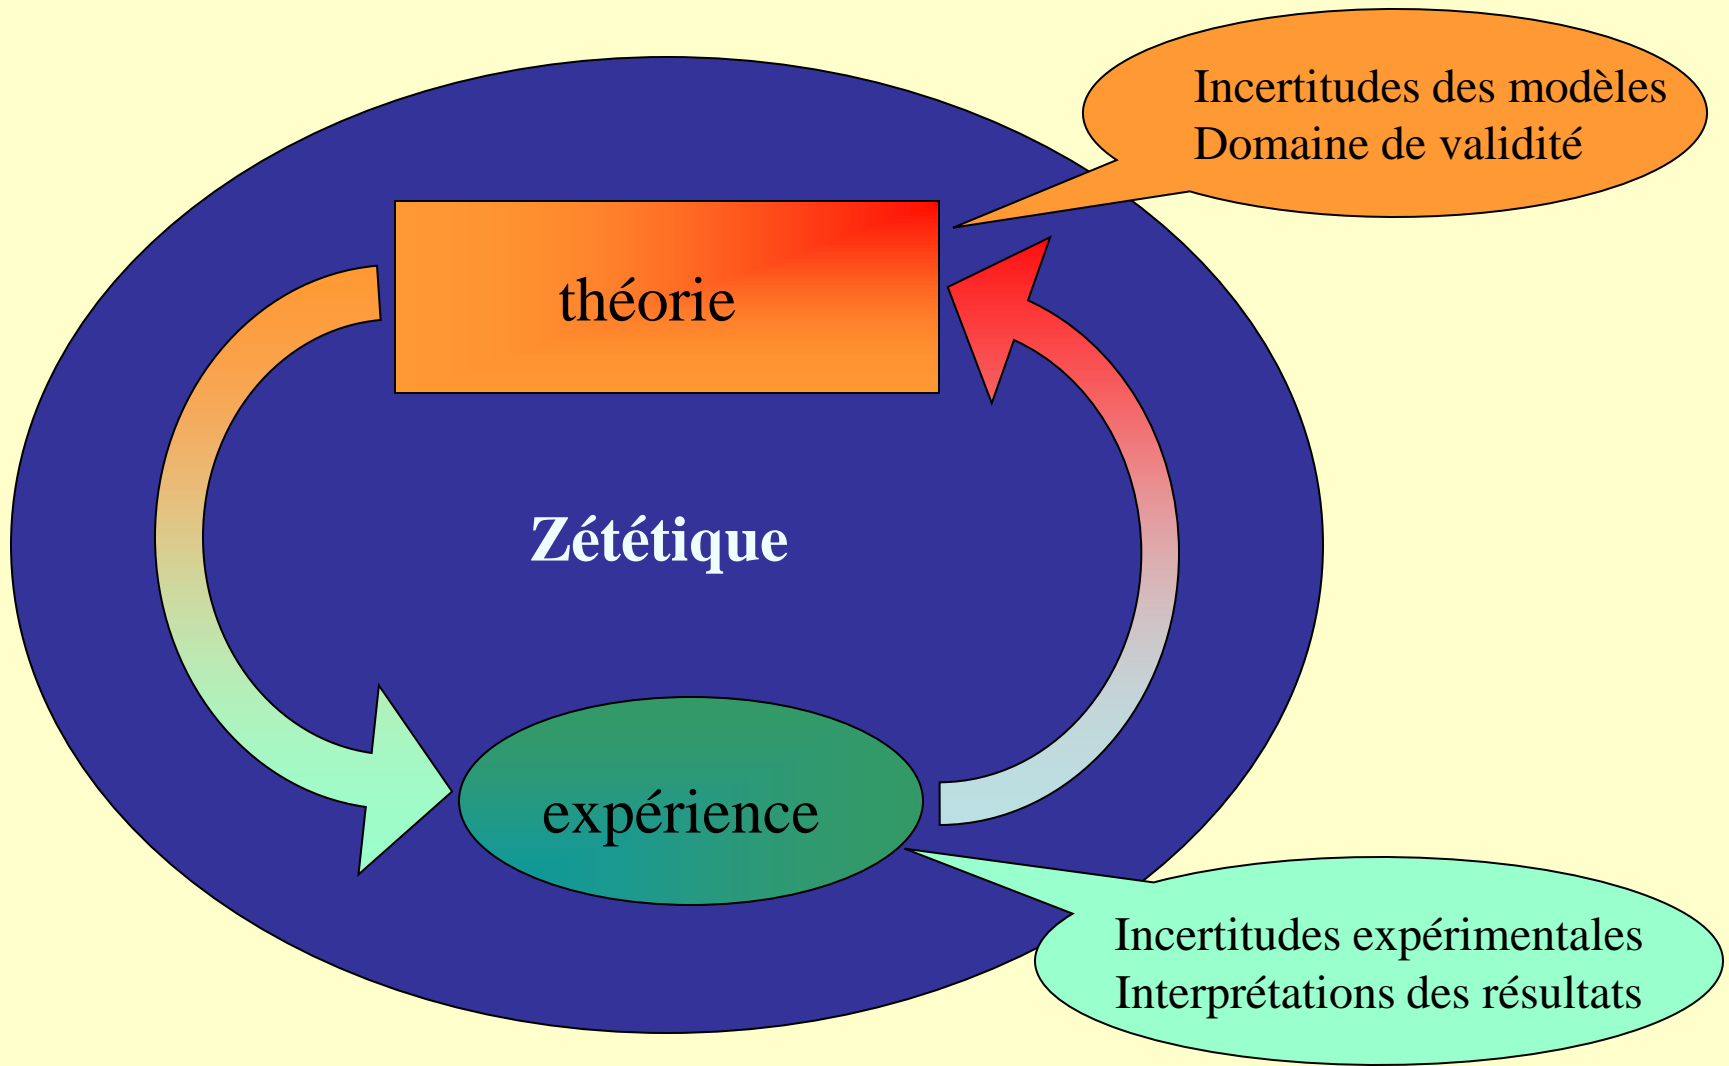 Incertitudes des modèles
Domaine de validité
théorie
Zététique
expérience
Incertitudes expérimentales
Interprétations des résultats